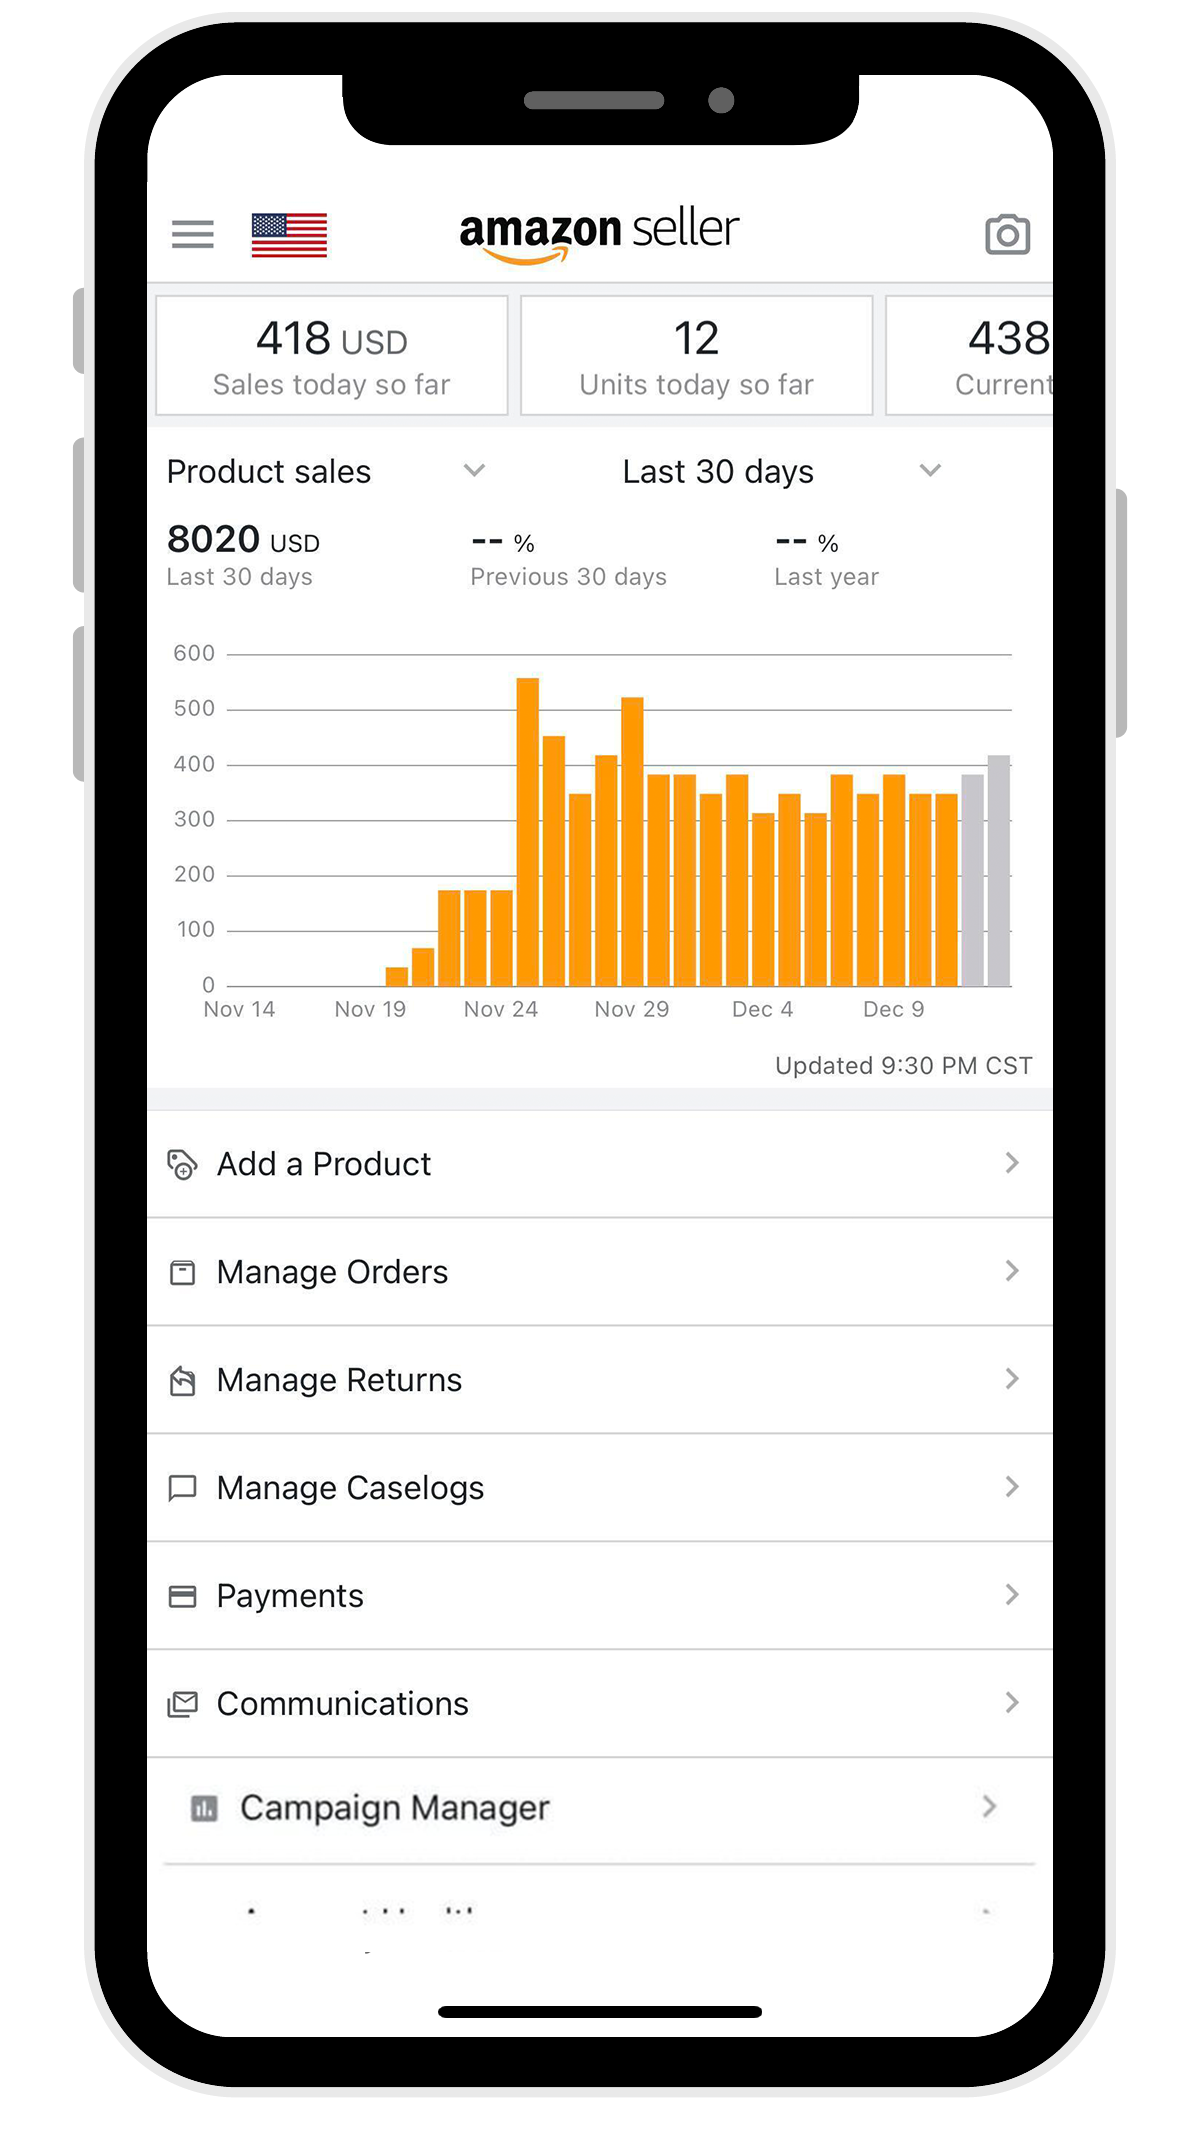 amazon seller
418 USD
Sales today so far
12
Units today so far
438
Current
Product sales
Last 30 days
8020 USD
Last 30 days
-- %
Previous 30 days
-- %
Last year
600
500
400
300
200
100
0
Nov 14 Nov 19 Nov 24 Nov 29 Dec 4 Dec 9
Updated 9:30 PM CST
Add a Product
Manage Orders
Manage Returns
Manage Caselogs
Payments
Communications
Campaign Manager